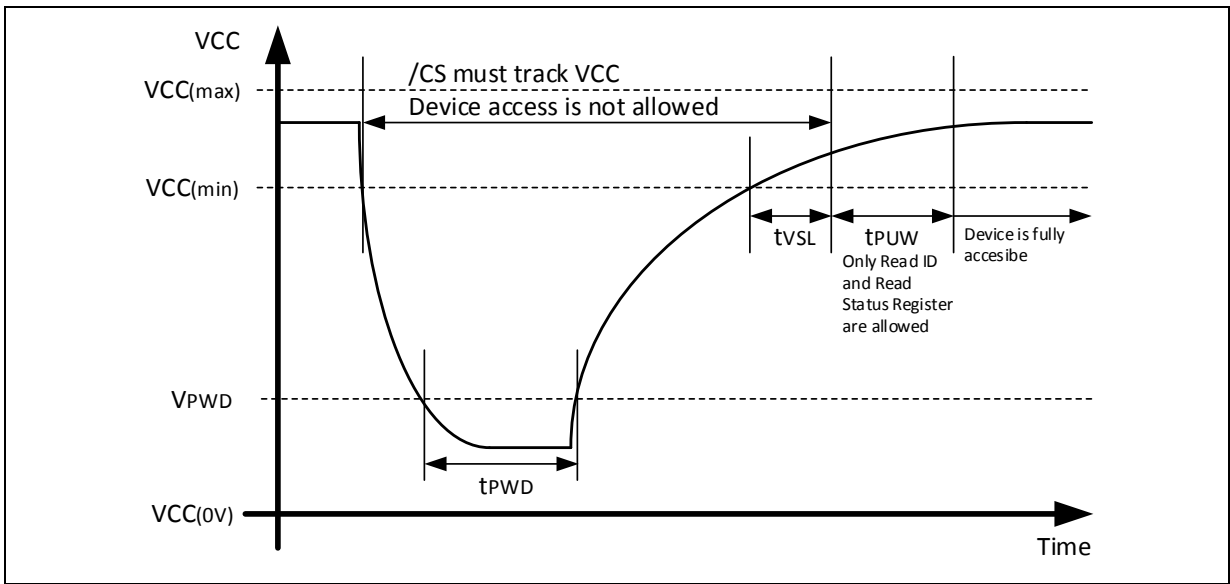 VCC
VCC(max)
/CS must track VCC
Device access is not allowed
VCC(min)
tVSL
tPUW
Only Read ID
and Read
Status Register
are allowed
Device is fully
accesibe
VPWD
tPWD
VCC(0V)
Time